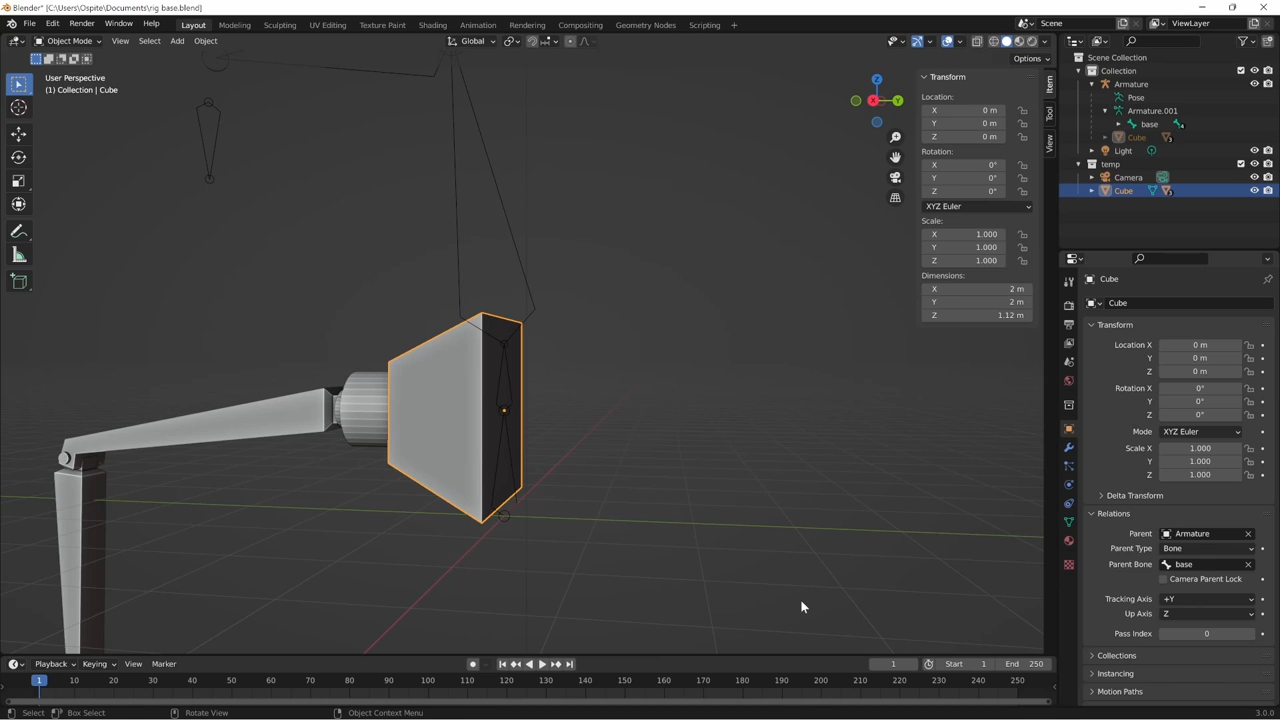 Blender* [C:\Users\Ospite\Documents\rig base.blend]
File Edit Render Window Help Layout Modeling Sculpting UV Editing Texture Paint Shading Animation Rendering Compositing Geometry Nodes Scripting + Scene ViewLayer
Object Mode View Select Add Object Global
Options
User Perspective
(1) Collection | Cube
Z
X Y
Transform
Location:
X 0 m
Y 0 m
Z 0 m
Rotation:
X 0°
Y 0°
Z 0°
XYZ Euler
Scale:
X 1.000
Y 1.000
Z 1.000
Dimensions:
X 2 m
Y 2 m
Z 1.12 m
Item
Tool
View
Scene Collection
Collection
Armature
Pose
Armature.001
base 4
Cube 3
Light
temp
Camera
Cube
Cube
Cube
Transform
Location X 0 m
Y 0 m
Z 0 m
Rotation X 0°
Y 0°
Z 0°
Mode XYZ Euler
Scale X 1.000
Y 1.000
Z 1.000
Delta Transform
Relations
Parent Armature
Parent Type Bone
Parent Bone base
Camera Parent Lock
Tracking Axis +Y
Up Axis Z
Pass Index 0
Collections
Instancing
Motion Paths
Playback Keying View Marker 1 Start 1 End 250
1 10 20 30 40 50 60 70 80 90 100 110 120 130 140 150 160 170 180 190 200 210 220 230 240 250
Select Box Select Rotate View Object Context Menu 3.0.0